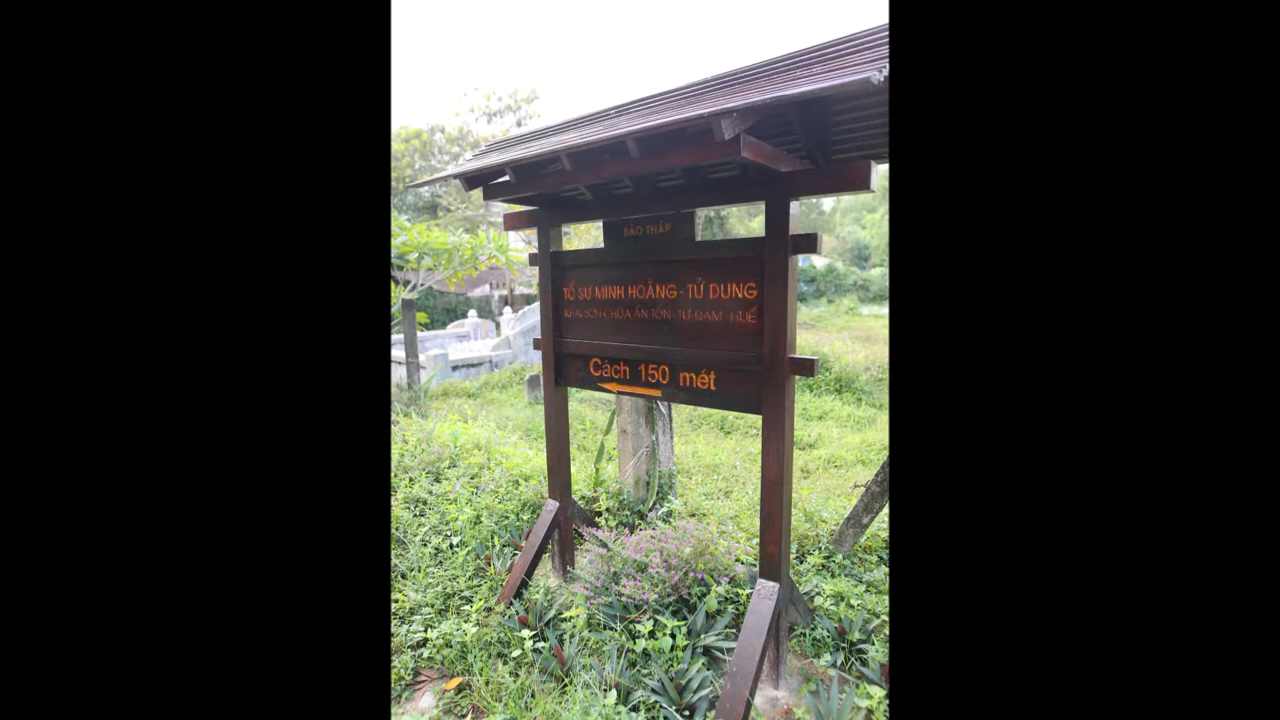 BẢO THÁP
TỔ SƯ MINH HOẰNG - TỬ DUNG
KHAI SƠN CHÙA ẤN TÔN - TỪ ĐÀM - HUẾ
Cách 150 mét